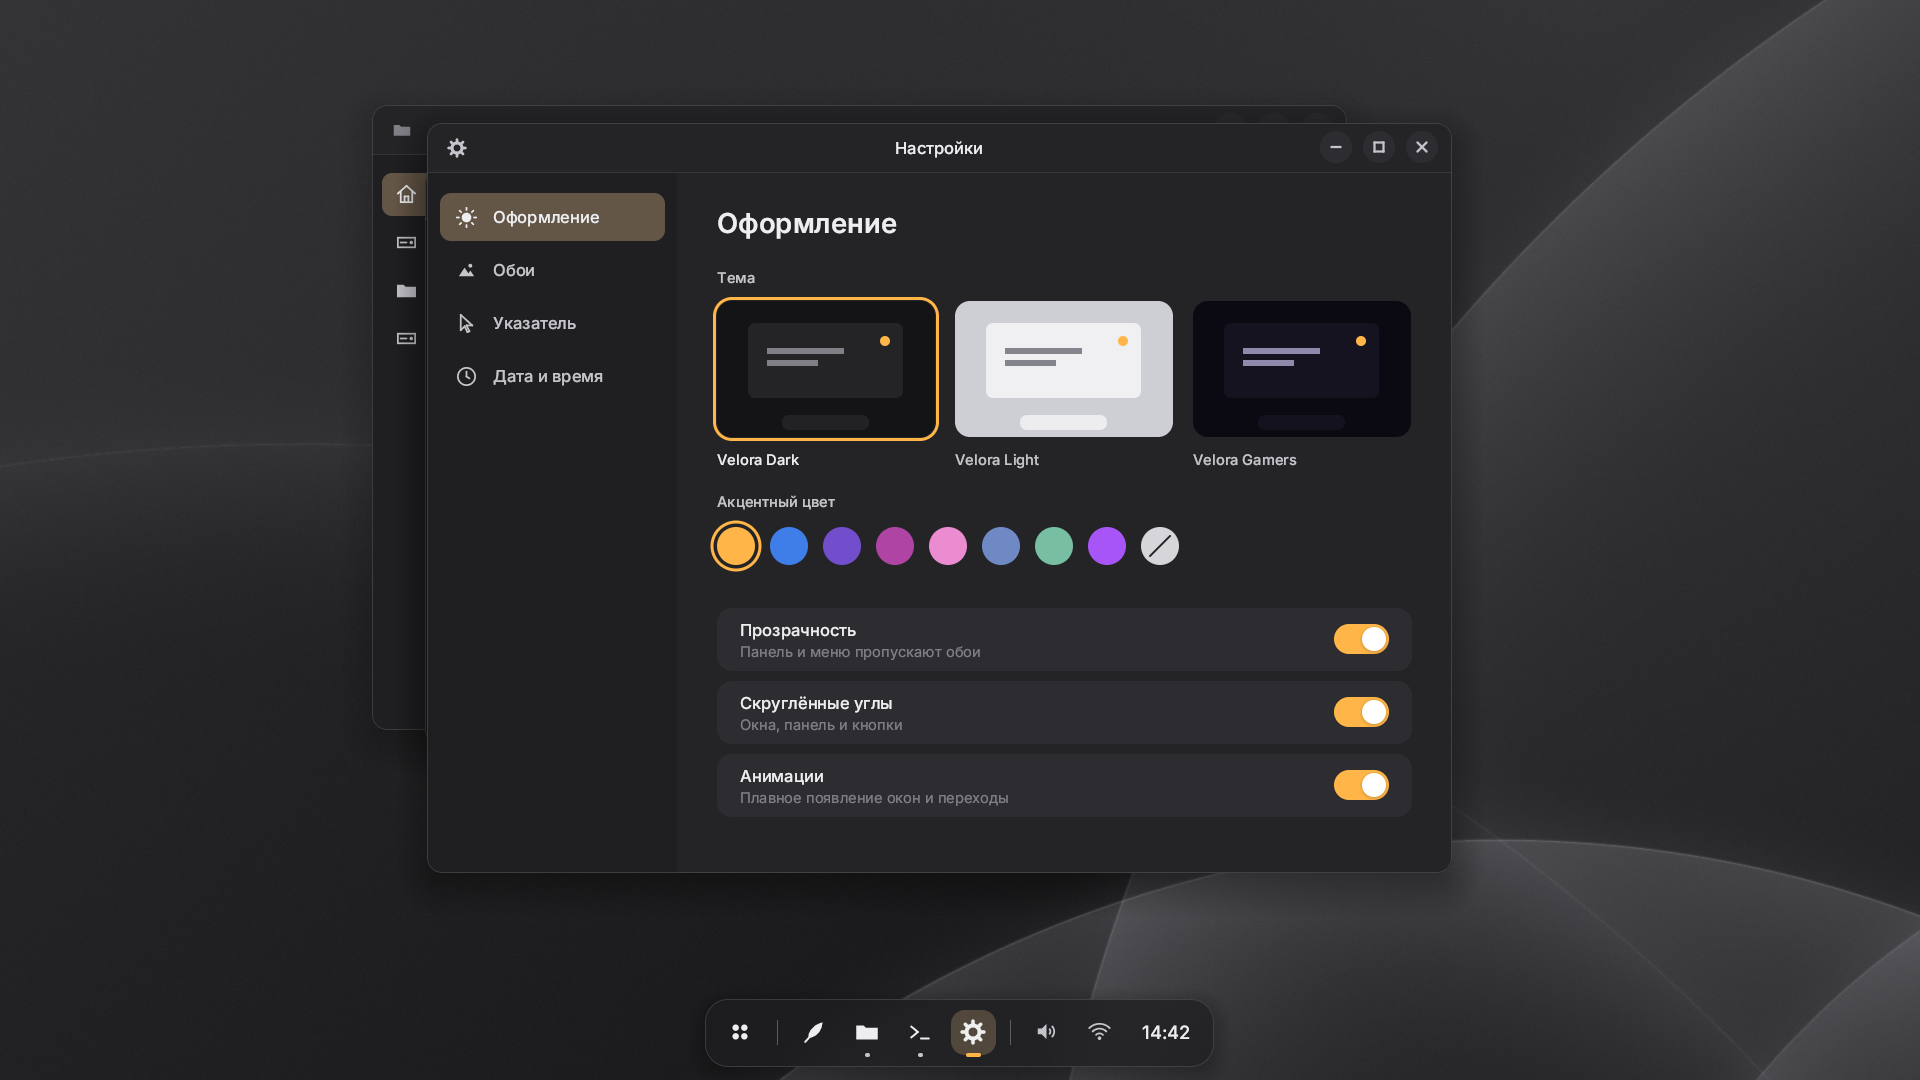 Настройки
Оформление
Обои
Указатель
Дата и время
Оформление
Тема
Velora Dark
Velora Light
Velora Gamers
Акцентный цвет
Прозрачность
Панель и меню пропускают обои
Скруглённые углы
Окна, панель и кнопки
Анимации
Плавное появление окон и переходы
14:42